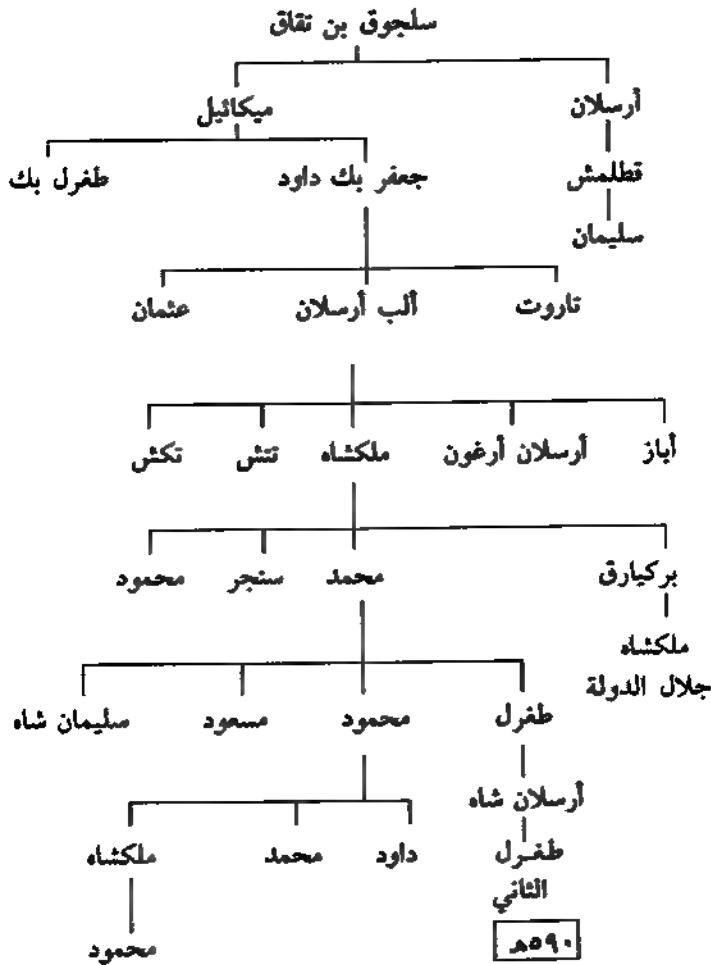 سلجوق بن تقاق
أرسلان ميكائيل
قطلمش جعفر بك داود طغرل بك
سليمان
تاروت ألب أرسلان عثمان
أباز أرسلان أرغون ملكشاه تتش تكش
بركيارق محمد سنجر محمود
ملكشاه
جلال الدولة
طغرل محمود مسعود سليمان شاه
أرسلان شاه
طغرل داود محمد ملكشاه
الثاني
محمود
٥٩٠هـ